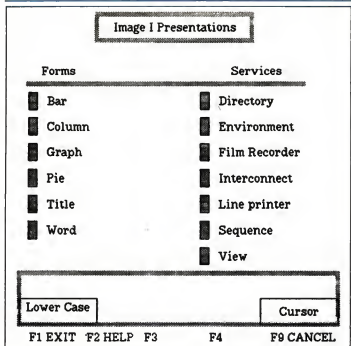 Image I Presentations
Forms Services
Bar Directory
Column Environment
Graph Film Recorder
Pie Interconnect
Title Line printer
Word Sequence
View
Lower Case Cursor
F1 EXIT F2 HELP F3 F4 F9 CANCEL